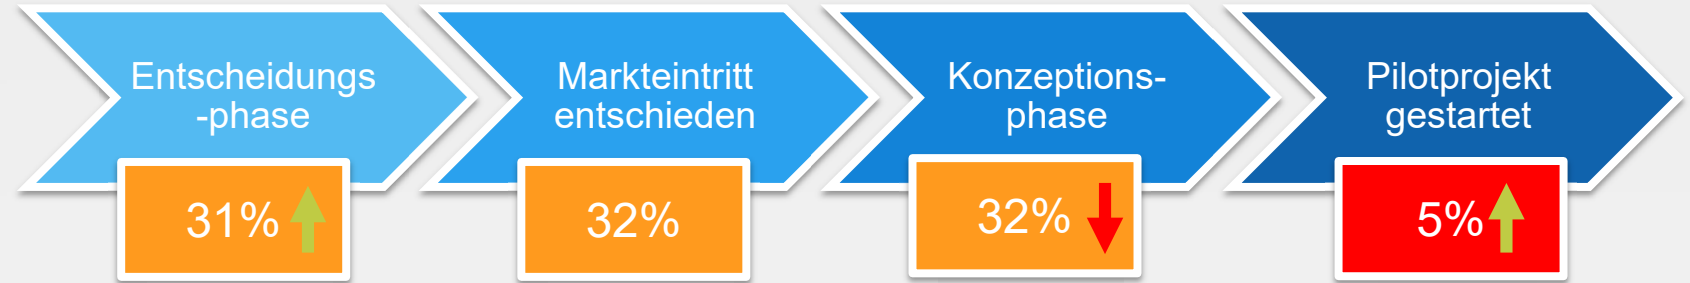 Entscheidungs
-phase
31%
Markteintritt
entschieden
32%
Konzeptions-
phase
32%
Pilotprojekt
gestartet
5%